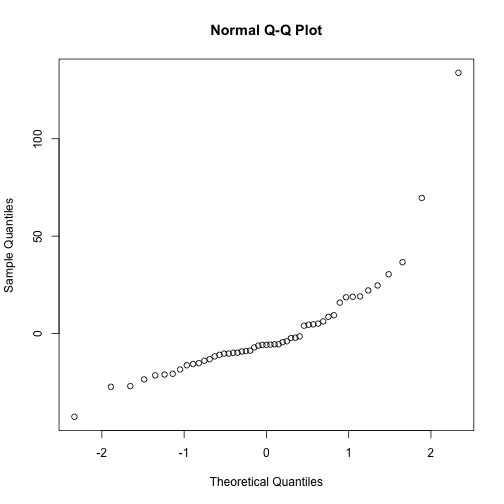 Normal Q-Q Plot
Sample Quantiles
100
50
0
-2 -1 0 1 2
Theoretical Quantiles